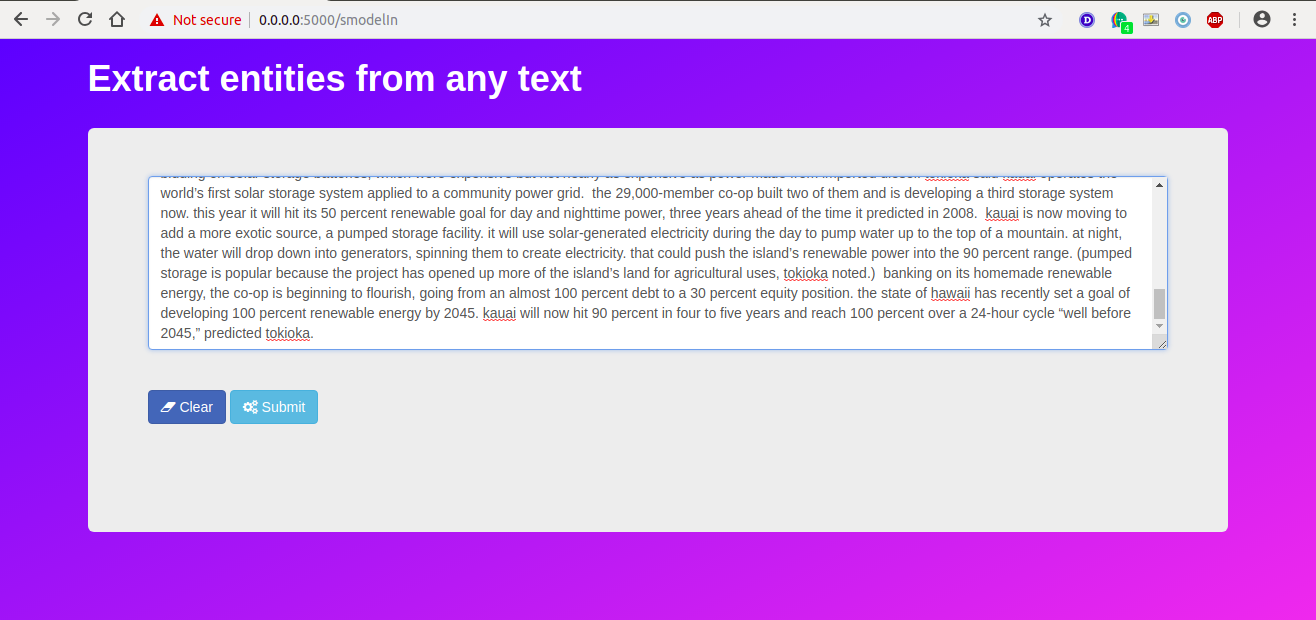 Not secure 0.0.0.0:5000/smodelIn
D 4 ABP
Extract entities from any text
world’s first solar storage system applied to a community power grid.  the 29,000-member co-op built two of them and is developing a third storage system
now. this year it will hit its 50 percent renewable goal for day and nighttime power, three years ahead of the time it predicted in 2008.  kauai is now moving to
add a more exotic source, a pumped storage facility. it will use solar-generated electricity during the day to pump water up to the top of a mountain. at night,
the water will drop down into generators, spinning them to create electricity. that could push the island’s renewable power into the 90 percent range. (pumped
storage is popular because the project has opened up more of the island’s land for agricultural uses, tokioka noted.)  banking on its homemade renewable
energy, the co-op is beginning to flourish, going from an almost 100 percent debt to a 30 percent equity position. the state of hawaii has recently set a goal of
developing 100 percent renewable energy by 2045. kauai will now hit 90 percent in four to five years and reach 100 percent over a 24-hour cycle “well before
2045,” predicted tokioka.
Clear Submit